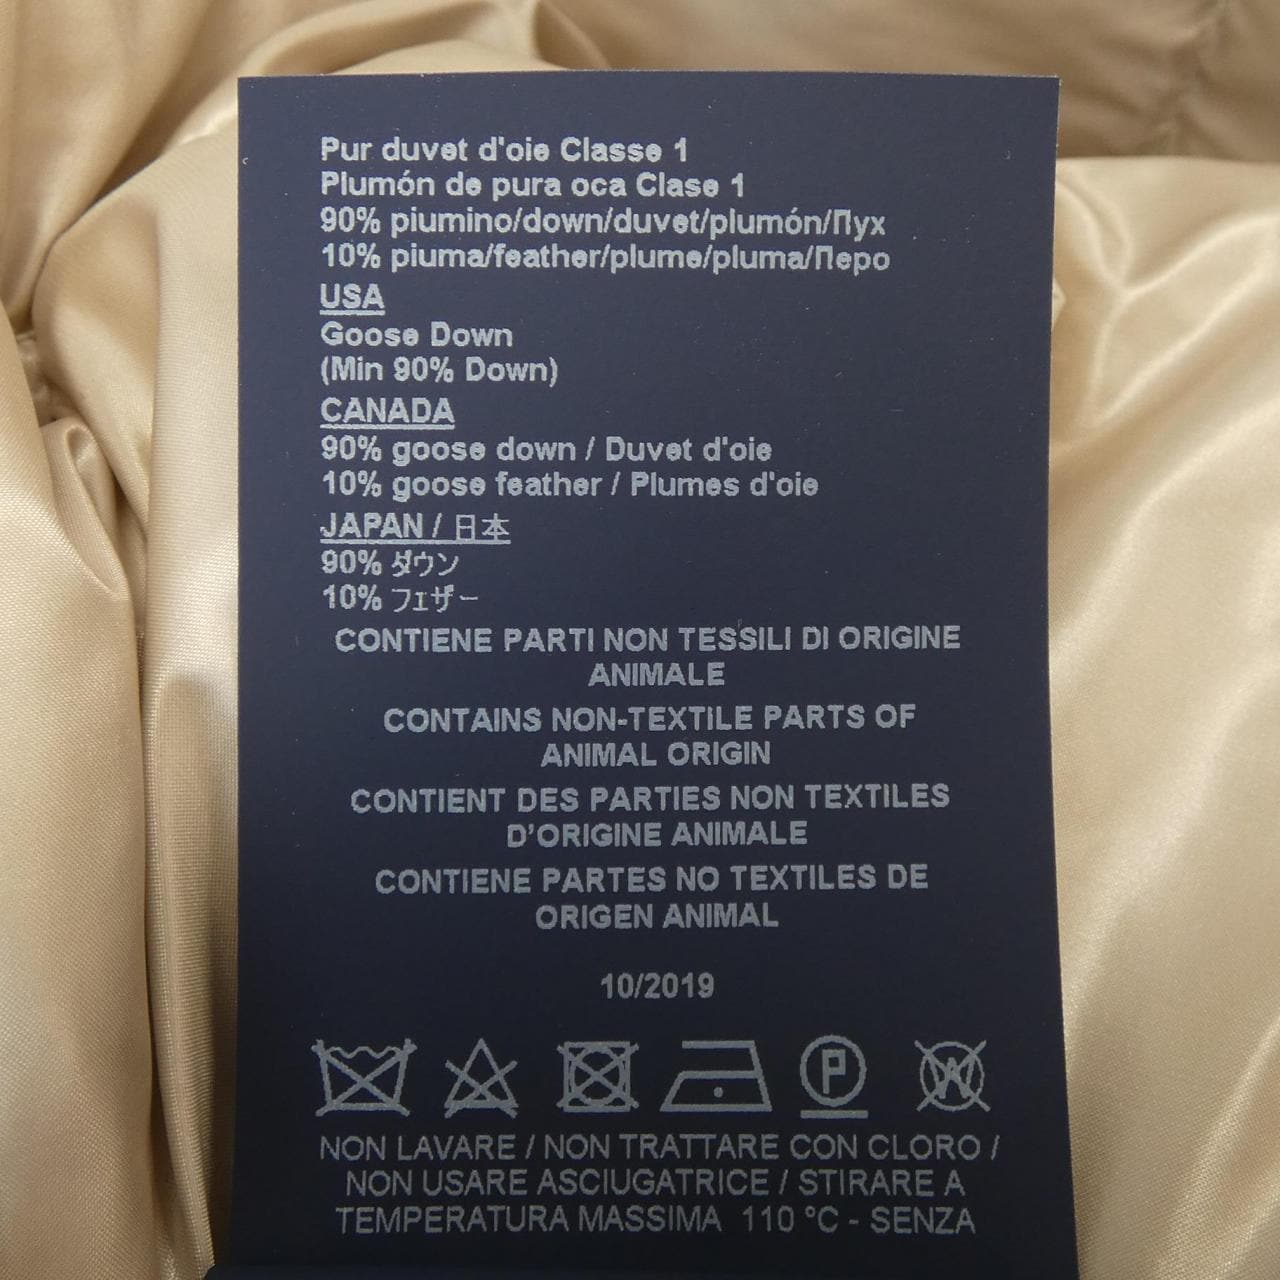 Pur duvet d'oie Classe 1
Plumón de pura oca Clase 1
90% piumino/down/duvet/plumón/Пух
10% piuma/feather/plume/pluma/Перо
USA
Goose Down
(Min 90% Down)
CANADA
90% goose down / Duvet d'oie
10% goose feather / Plumes d'oie
JAPAN / 日本
90% ダウン
10% フェザー
CONTIENE PARTI NON TESSILI DI ORIGINE
ANIMALE
CONTAINS NON-TEXTILE PARTS OF
ANIMAL ORIGIN
CONTIENT DES PARTIES NON TEXTILES
D'ORIGINE ANIMALE
CONTIENE PARTES NO TEXTILES DE
ORIGEN ANIMAL
10/2019
P W
NON LAVARE / NON TRATTARE CON CLORO /
NON USARE ASCIUGATRICE / STIRARE A
TEMPERATURA MASSIMA 110 °C - SENZA